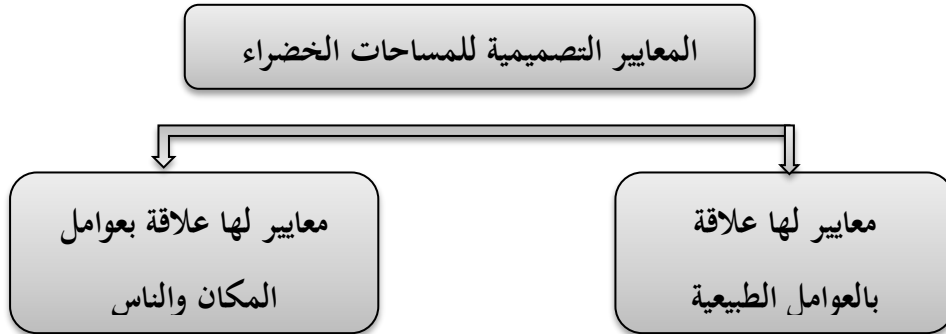 المعايير التصميمية للمساحات الخضراء
معايير لها علاقة
بالعوامل الطبيعية
معايير لها علاقة بعوامل
المكان والناس